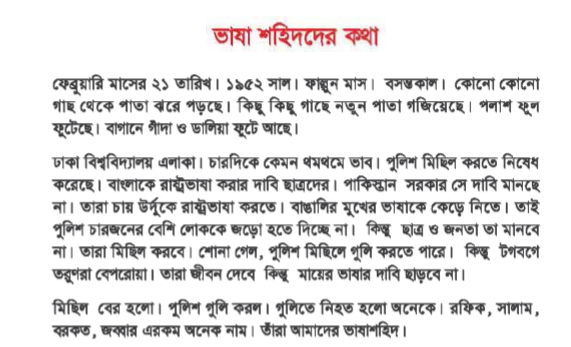 ভাষা শহিদদের কথা
ফেব্রুয়ারি মাসের ২১ তারিখ। ১৯৫২ সাল। ফাল্গুন মাস। বসন্তকাল। কোনো কোনো
গাছ থেকে পাতা ঝরে পড়ছে। কিছু কিছু গাছে নতুন পাতা গজিয়েছে। পলাশ ফুল
ফুটেছে। বাগানে গাঁদা ও ডালিয়া ফুটে আছে।
ঢাকা বিশ্ববিদ্যালয় এলাকা। চারদিকে কেমন থমথমে ভাব। পুলিশ মিছিল করতে নিষেধ
করেছে। বাংলাকে রাষ্ট্রভাষা করার দাবি ছাত্রদের। পাকিস্তান সরকার সে দাবি মানছে
না। তারা চায় উর্দুকে রাষ্ট্রভাষা করতে। বাঙালির মুখের ভাষাকে কেড়ে নিতে। তাই
পুলিশ চারজনের বেশি লোককে জড়ো হতে দিচ্ছে না। কিন্তু ছাত্র ও জনতা তা মানবে
না। তারা মিছিল করবে। শোনা গেল, পুলিশ মিছিলে গুলি করতে পারে। কিন্তু টগবগে
তরুণরা বেপরোয়া। তারা জীবন দেবে কিন্তু মায়ের ভাষার দাবি ছাড়বে না।
মিছিল বের হলো। পুলিশ গুলি করল। গুলিতে নিহত হলো অনেকে। রফিক, সালাম,
বরকত, জব্বার এরকম অনেক নাম। তাঁরা আমাদের ভাষাশহিদ।